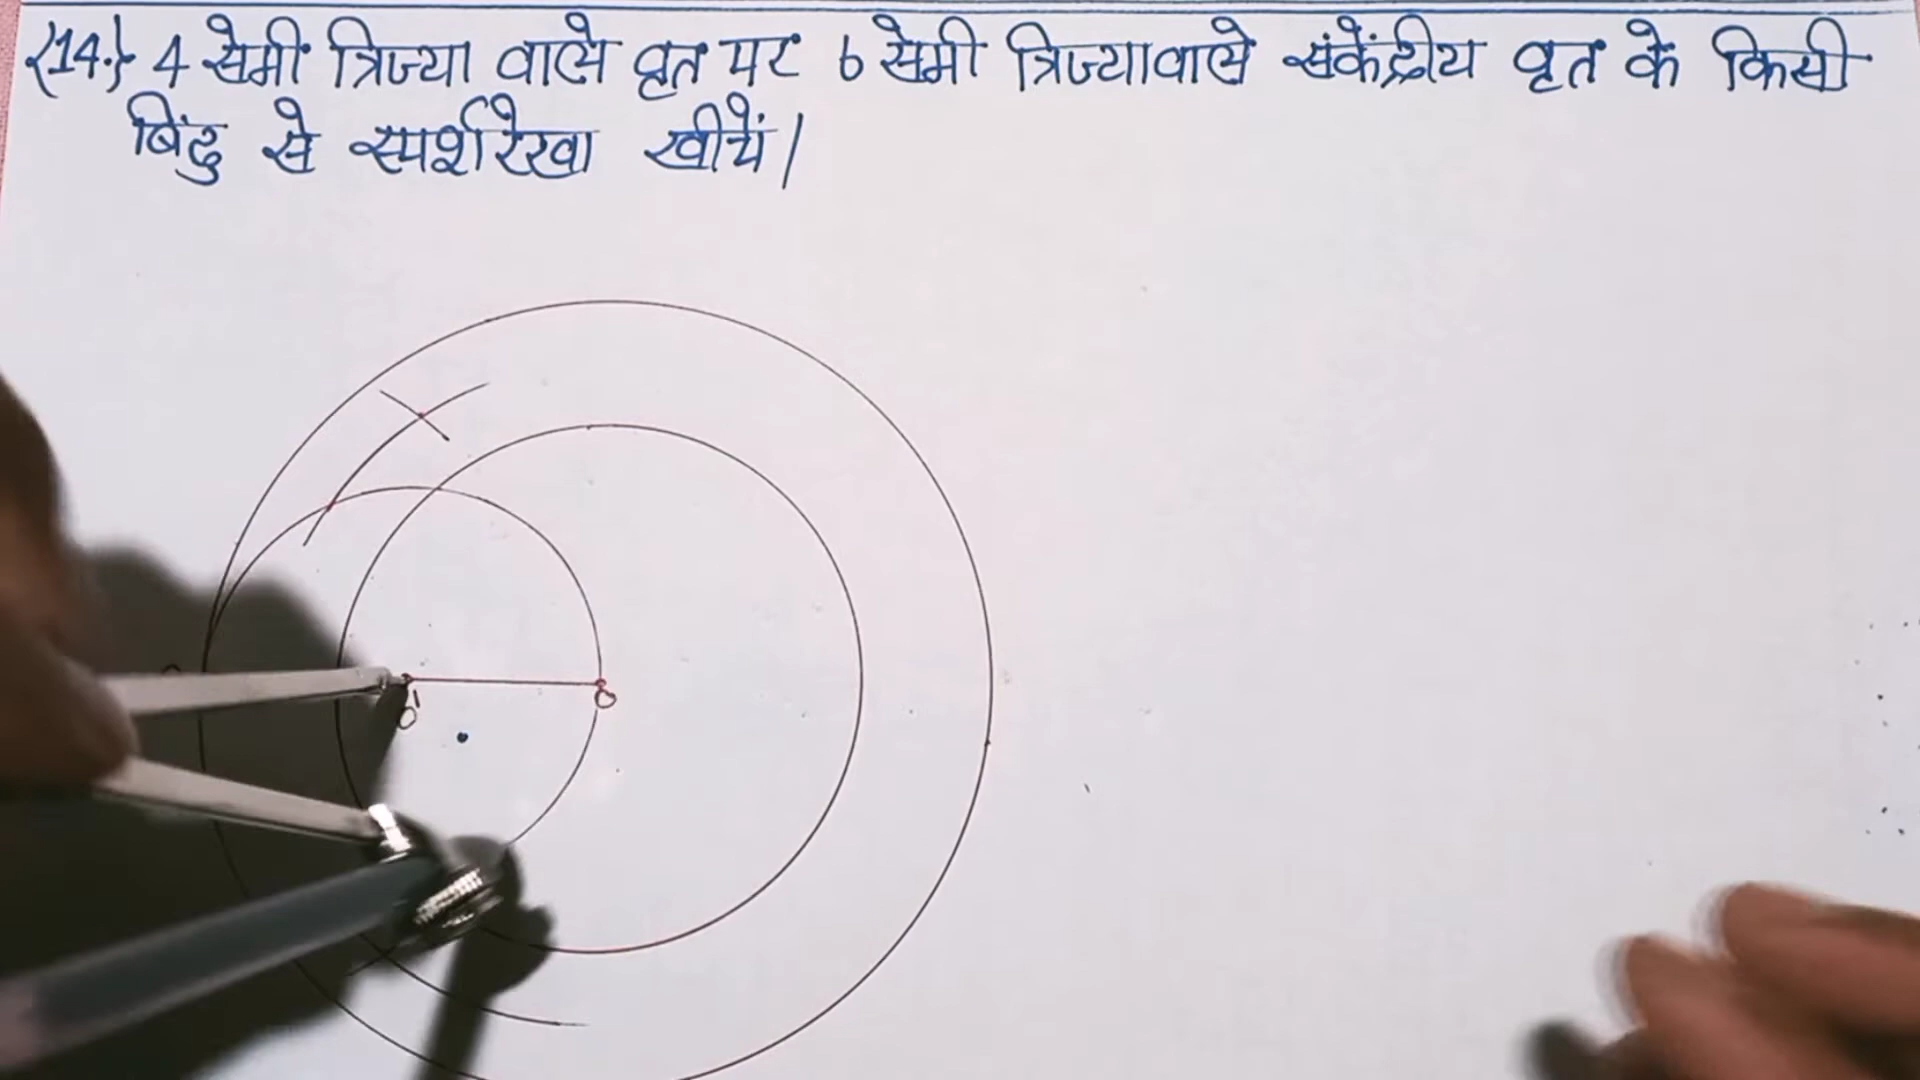 (14.) 4 सेमी त्रिज्या वाले वृत पर 6 सेमी त्रिज्यावाले संकेंद्रीय वृत के किसी
बिंदु से स्पर्शरेखा खीचें।
O' O